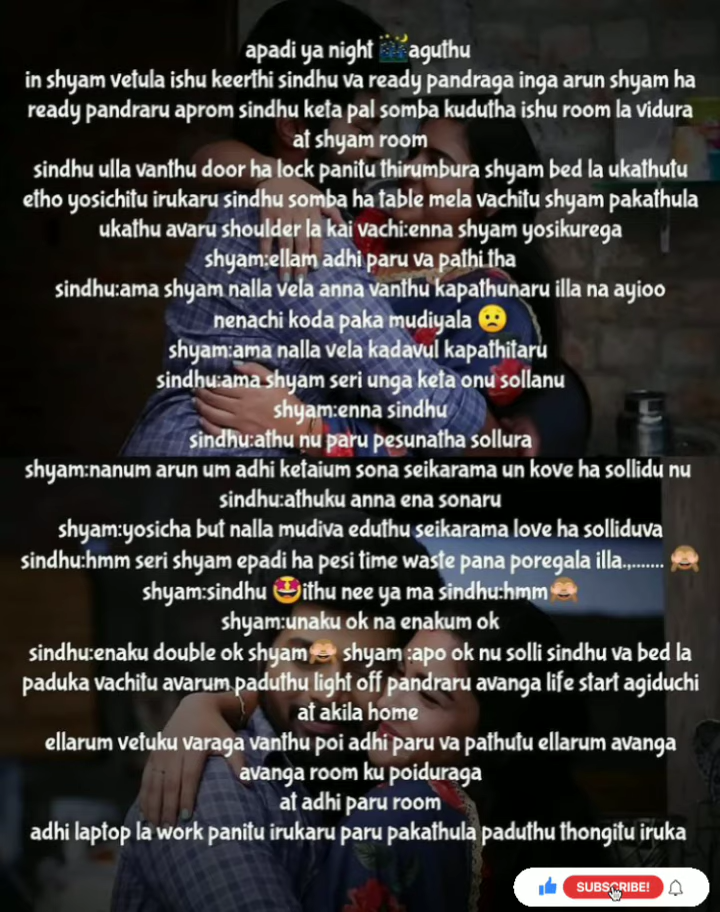 apadi ya night 🌃aguthu
in shyam vetula ishu keerthi sindhu va ready pandraga inga arun shyam ha
ready pandraru aprom sindhu keta pal somba kudutha ishu room la vidura
at shyam room
sindhu ulla vanthu door ha lock panitu thirumbura shyam bed la ukathutu
etho yosichitu irukaru sindhu somba ha table mela vachitu shyam pakathula
ukathu avaru shoulder la kai vachi:enna shyam yosikurega
shyam:ellam adhi paru va pathi tha
sindhu:ama shyam nalla vela anna vanthu kapathunaru illa na ayioo
nenachi koda paka mudiyala 😟
shyam:ama nalla vela kadavul kapathitaru
sindhu:ama shyam seri unga keta onu sollanu
shyam:enna sindhu
sindhu:athu nu paru pesunatha sollura
shyam:nanum arun um adhi ketaium sona seikarama un kove ha sollidu nu
sindhu:athuku anna ena sonaru
shyam:yosicha but nalla mudiva eduthu seikarama love ha solliduva
sindhu:hmm seri shyam epadi ha pesi time waste pana poregala illa.,....... 🙈
shyam:sindhu 🤩ithu nee ya ma sindhu:hmm🙈
shyam:unaku ok na enakum ok
sindhu:enaku double ok shyam🙈 shyam :apo ok nu solli sindhu va bed la
paduka vachitu avarum paduthu light off pandraru avanga life start agiduchi
at akila home
ellarum vetuku varaga vanthu poi adhi paru va pathutu ellarum avanga
avanga room ku poiduraga
at adhi paru room
adhi laptop la work panitu irukaru paru pakathula paduthu thongitu iruka
SUBSCRIBE!